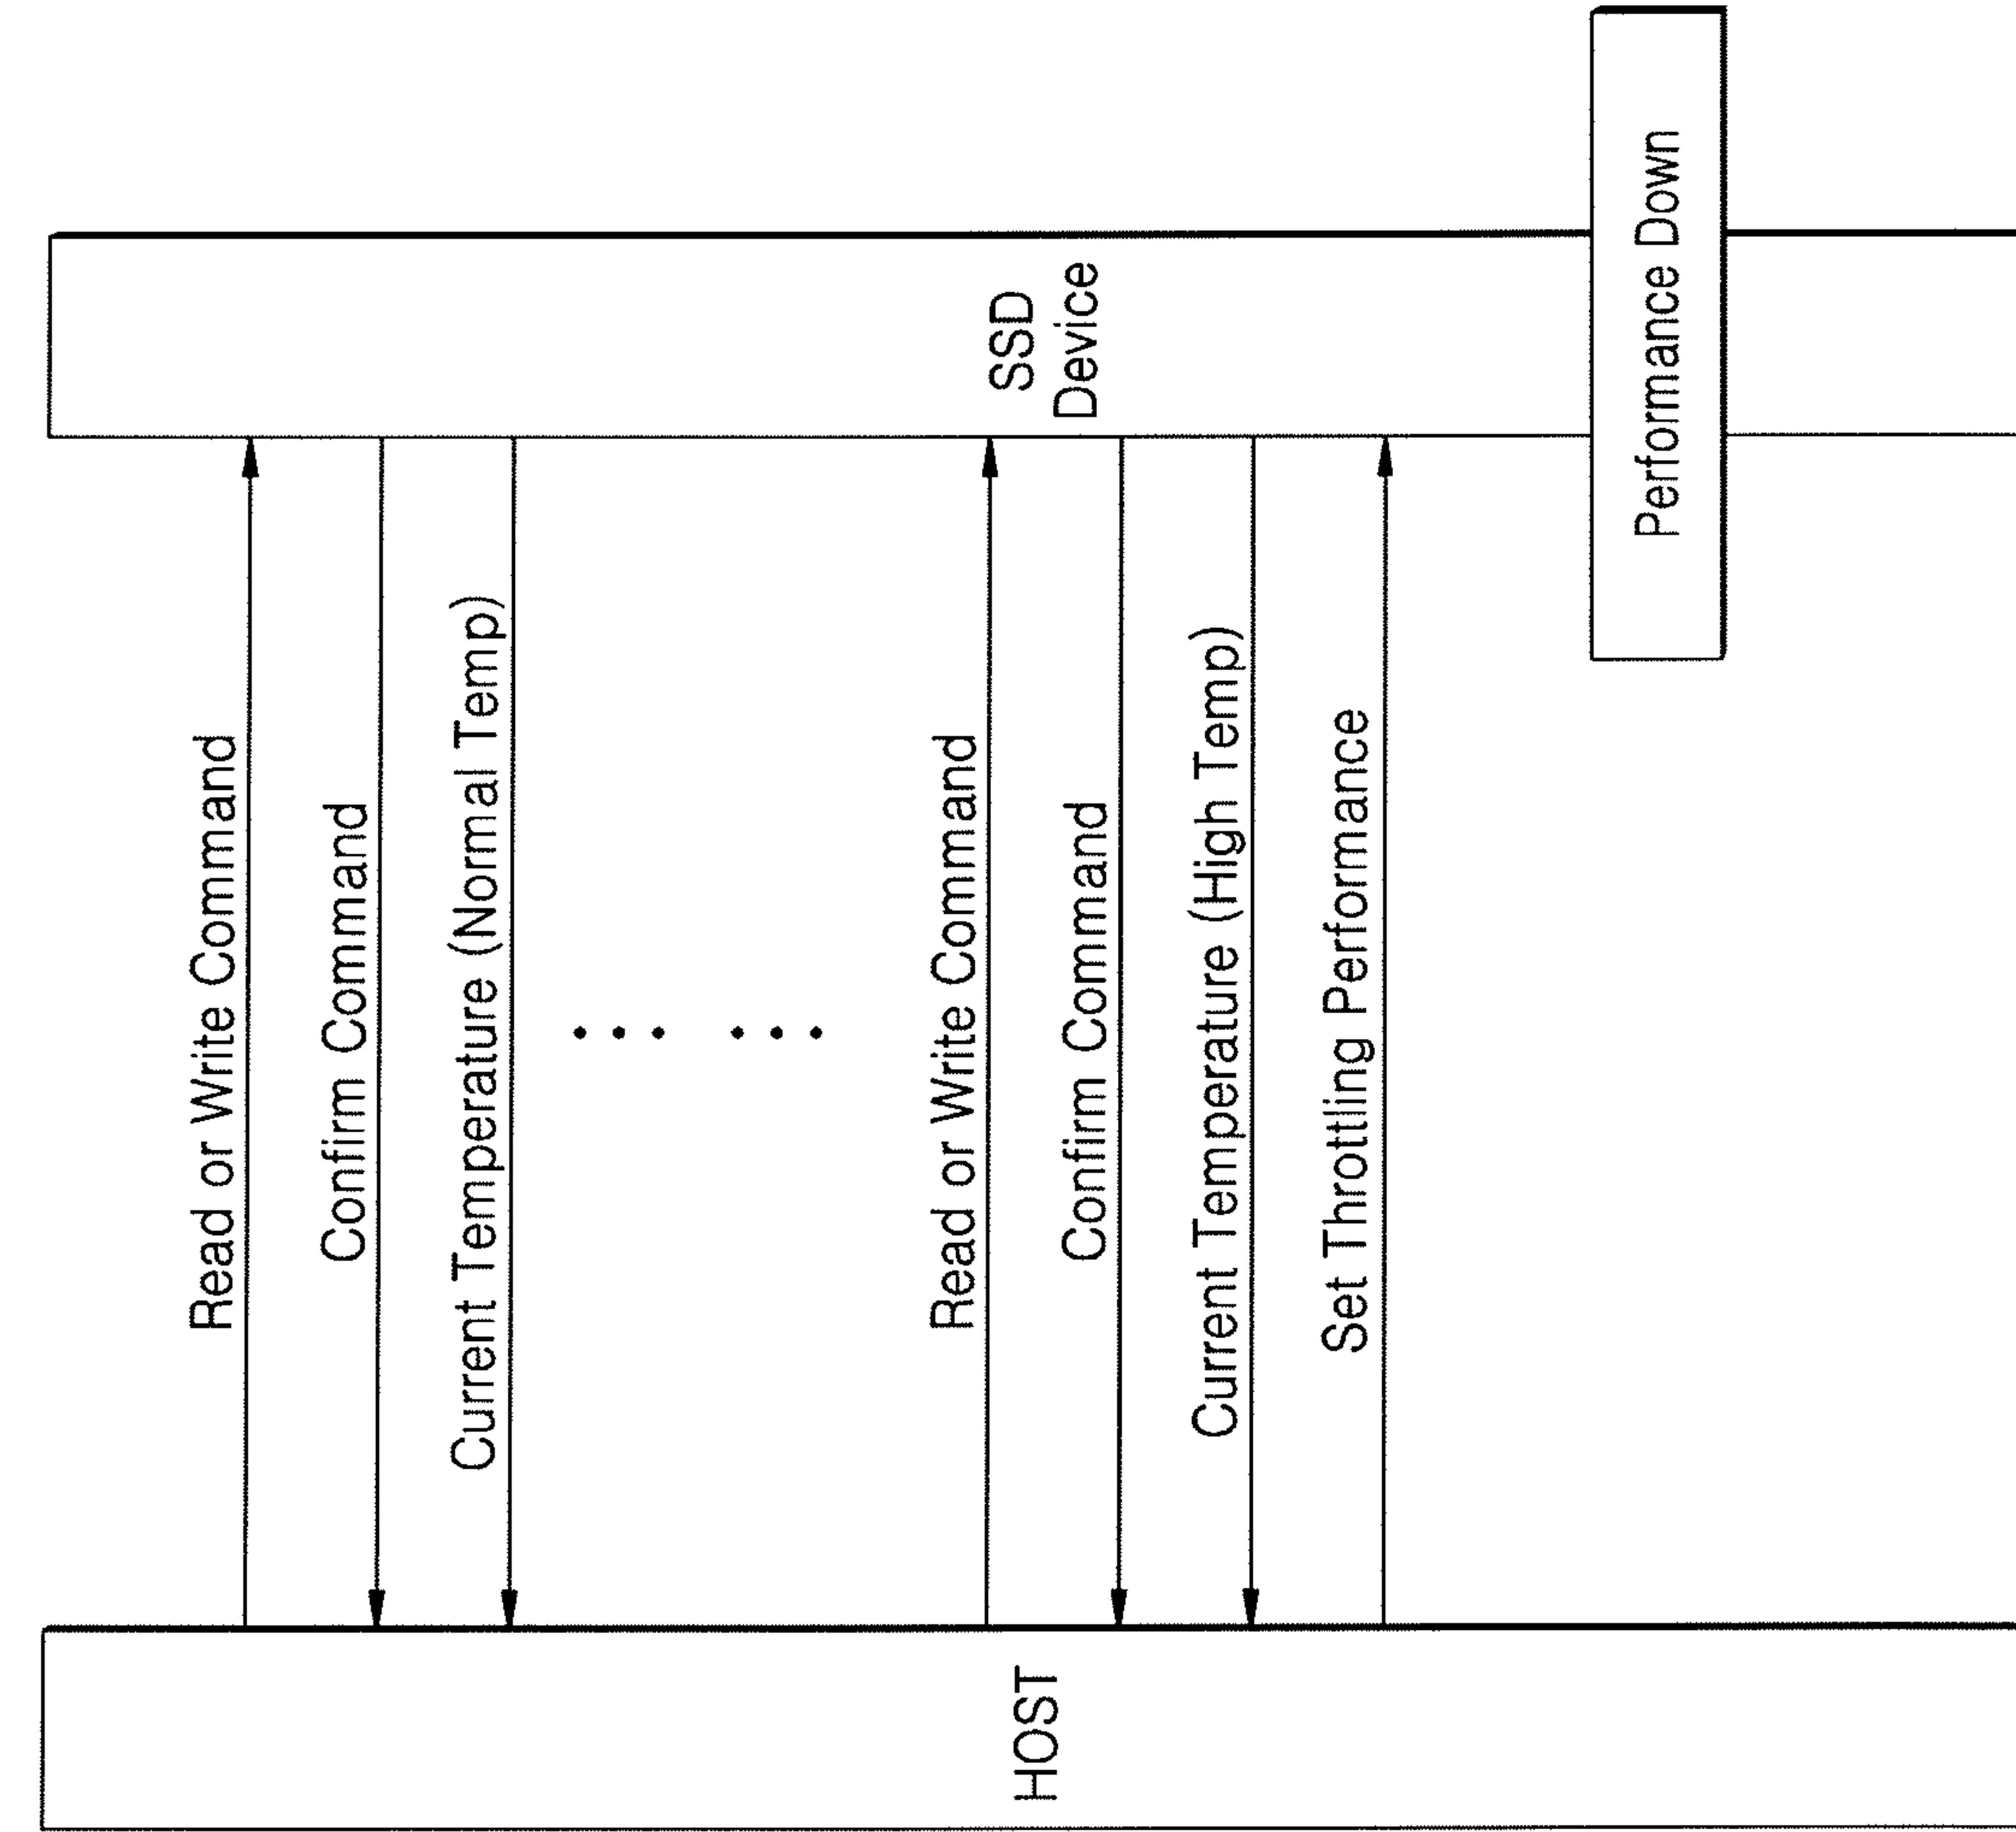 HOST
Read or Write Command
Confirm Command
Current Temperature (Normal Temp)
... ...
Read or Write Command
Confirm Command
Current Temperature (High Temp)
Set Throttling Performance
SSD
Device
Performance Down